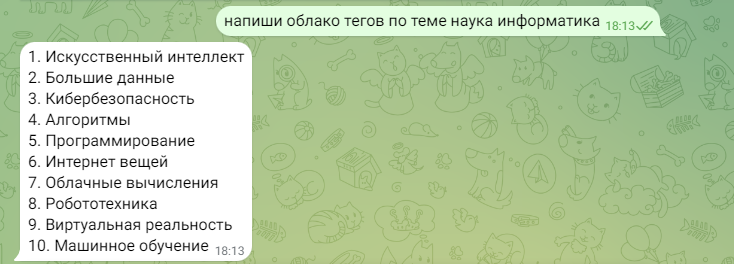 напиши облако тегов по теме наука информатика 18:13
1. Искусственный интеллект
2. Большие данные
3. Кибербезопасность
4. Алгоритмы
5. Программирование
6. Интернет вещей
7. Облачные вычисления
8. Робототехника
9. Виртуальная реальность
10. Машинное обучение 18:13